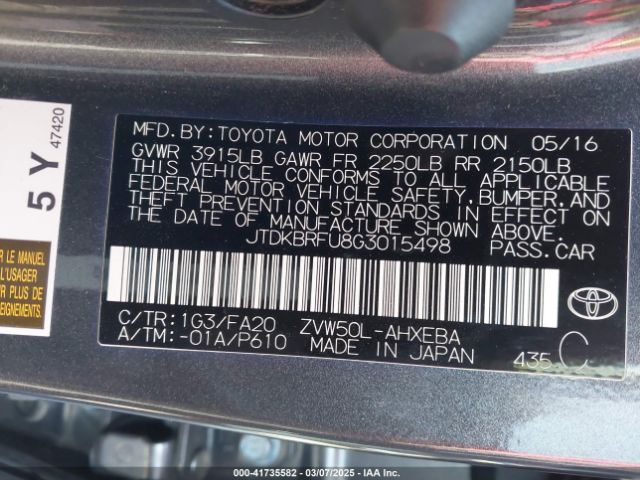 MFD. BY: TOYOTA MOTOR CORPORATION 05/16
GVWR 3915LB GAWR FR 2250LB RR 2150LB
THIS VEHICLE CONFORMS TO ALL APPLICABLE
FEDERAL MOTOR VEHICLE SAFETY, BUMPER, AND
THEFT PREVENTION STANDARDS IN EFFECT ON
THE DATE OF MANUFACTURE SHOWN ABOVE.
JTDKBRFU8G3015498 PASS. CAR
C/TR: 1G3/FA20 ZVW50L-AHXEBA
A/TM: -01A/P610 MADE IN JAPAN 435 C
TOYOTA
5 Y 47420
R LE MANUEL
L'USAGER
R PLUS DE
EIGNEMENTS.
000-41735582 — 03/07/2025 — IAA Inc.